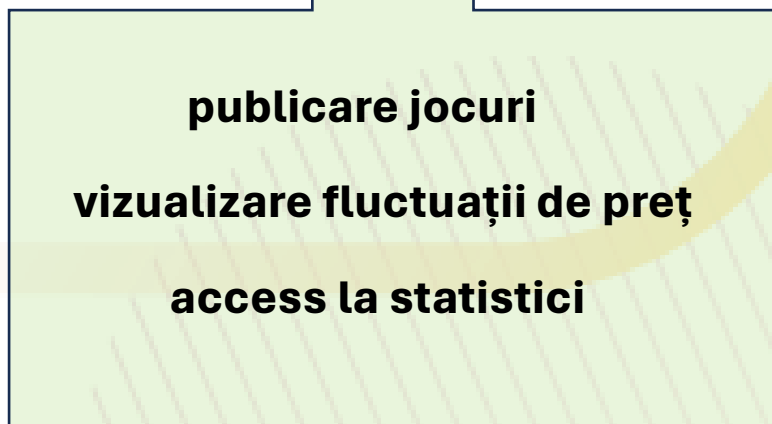 publicare jocuri
vizualizare fluctuații de preț
access la statistici